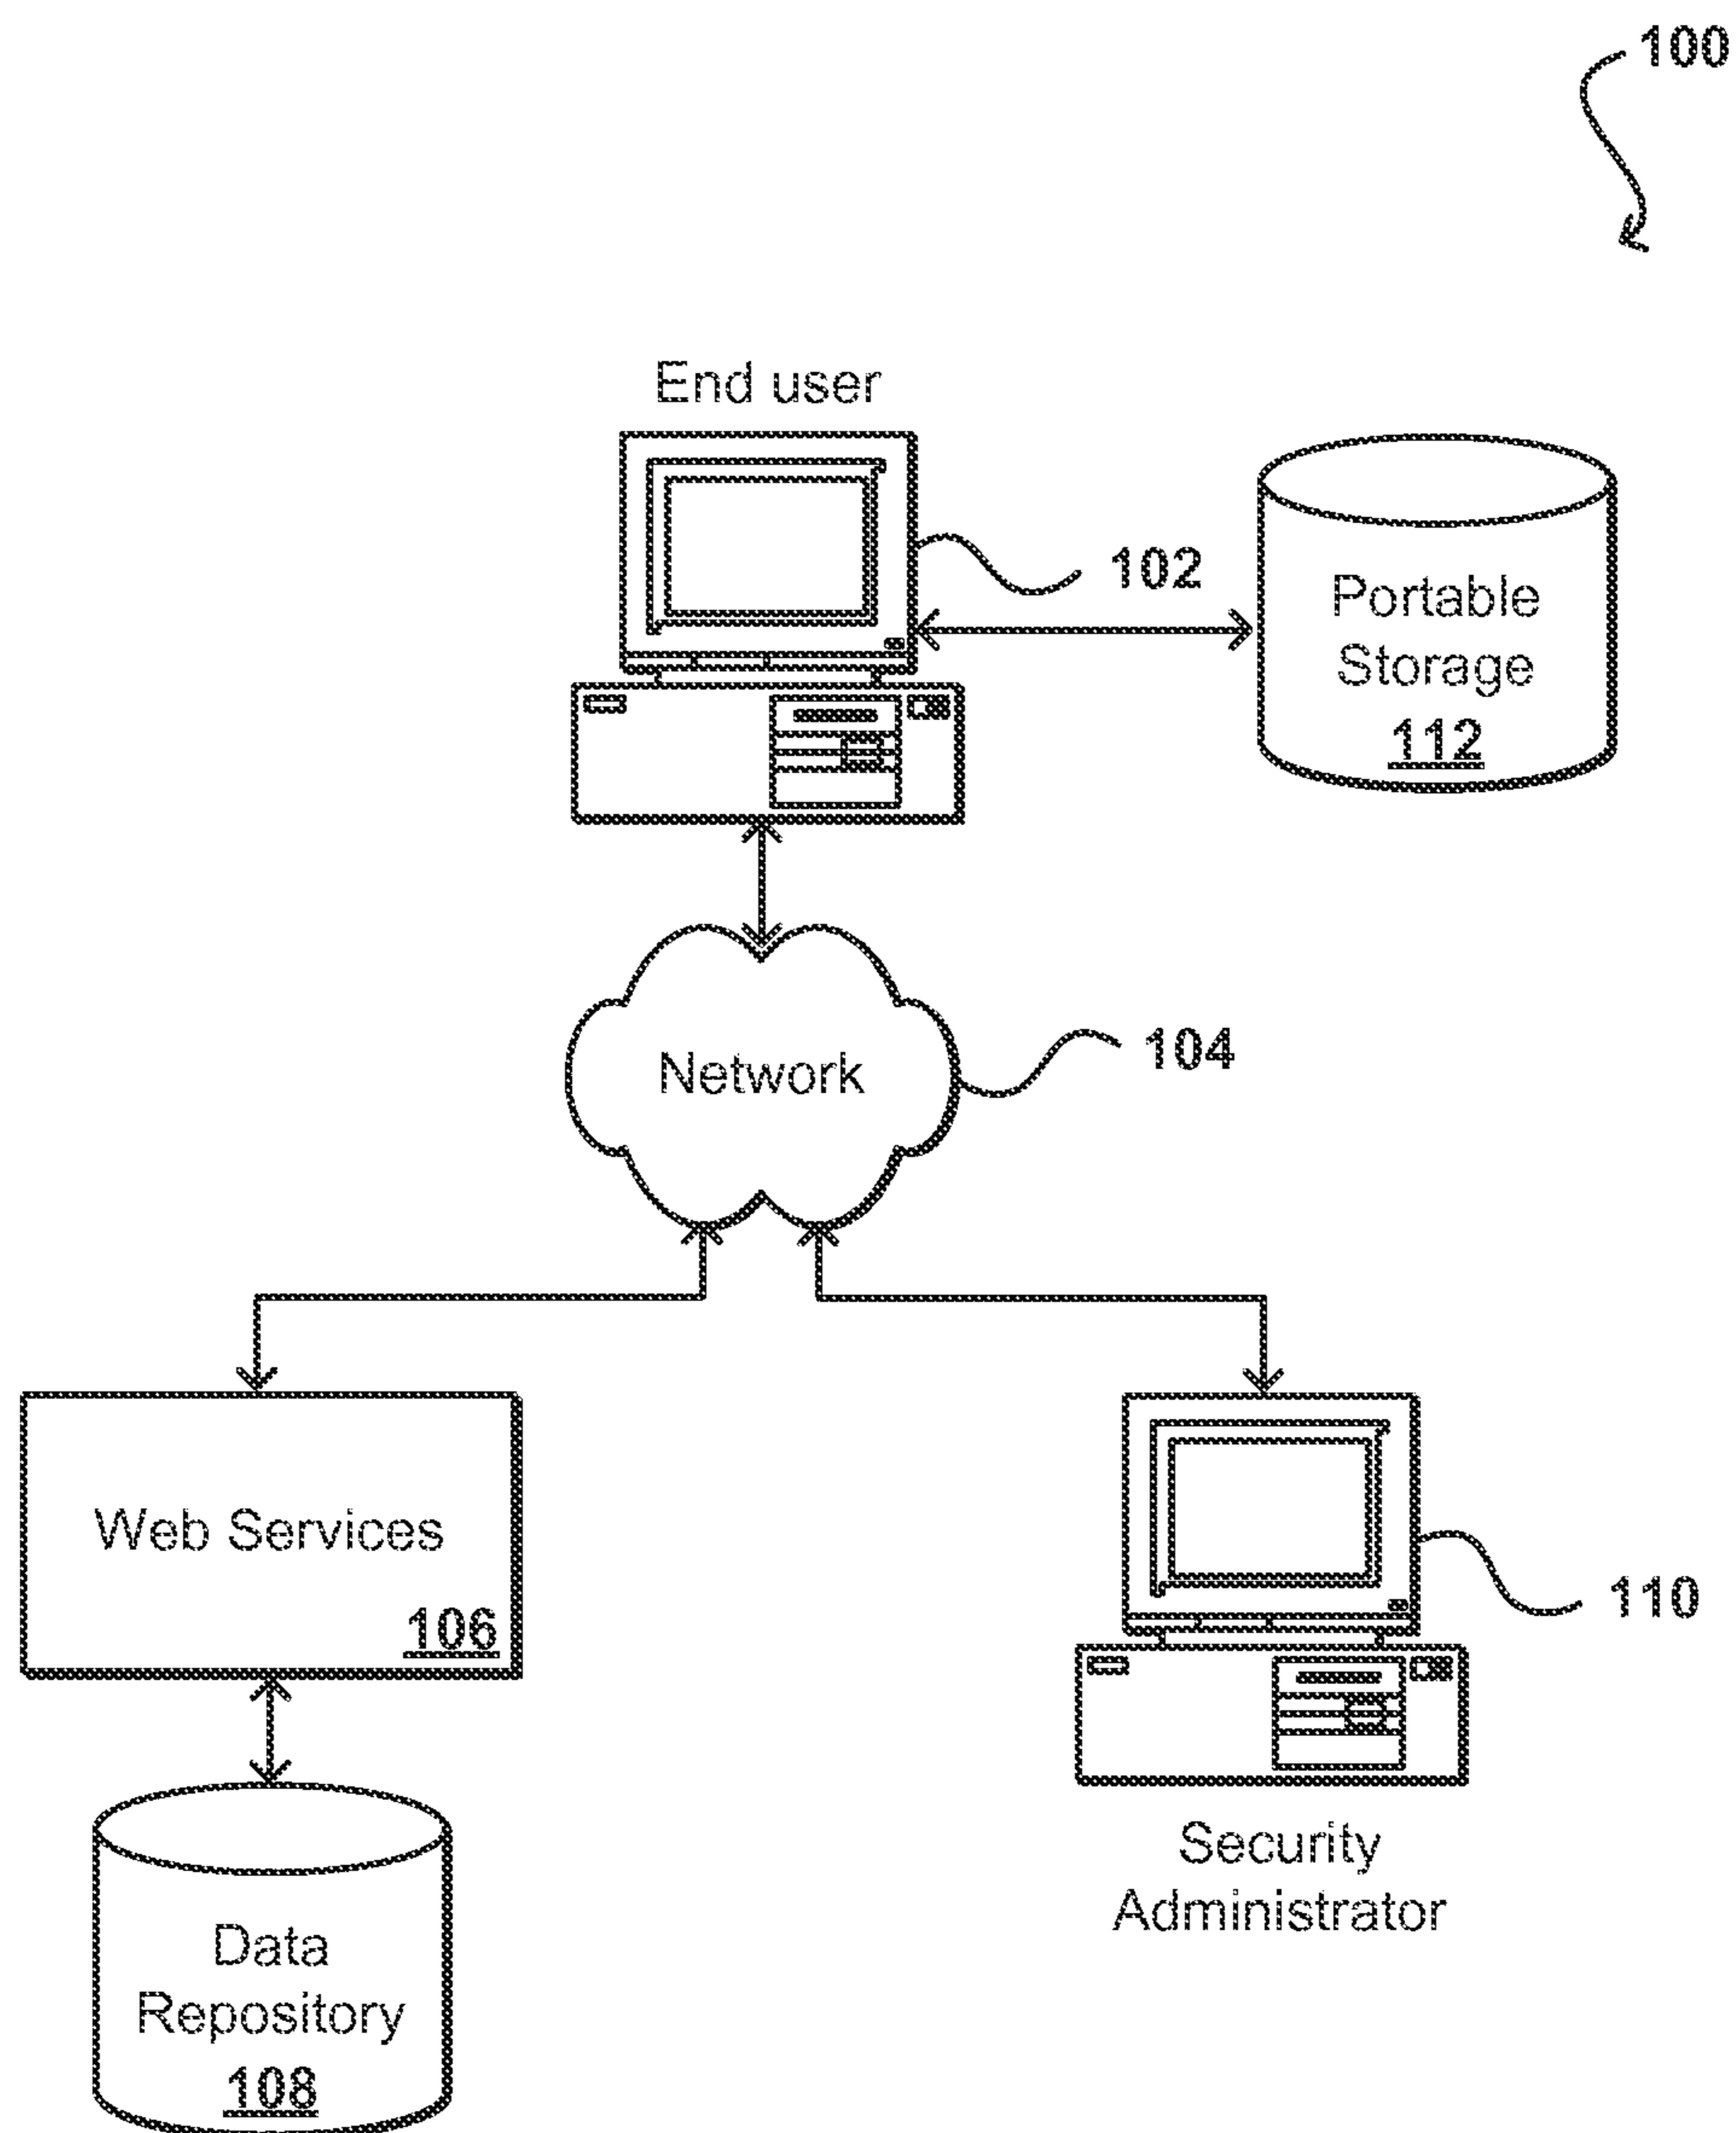 100
End user
102
Portable
Storage
112
Network
104
Web Services
106
110
Security
Administrator
Data
Repository
108